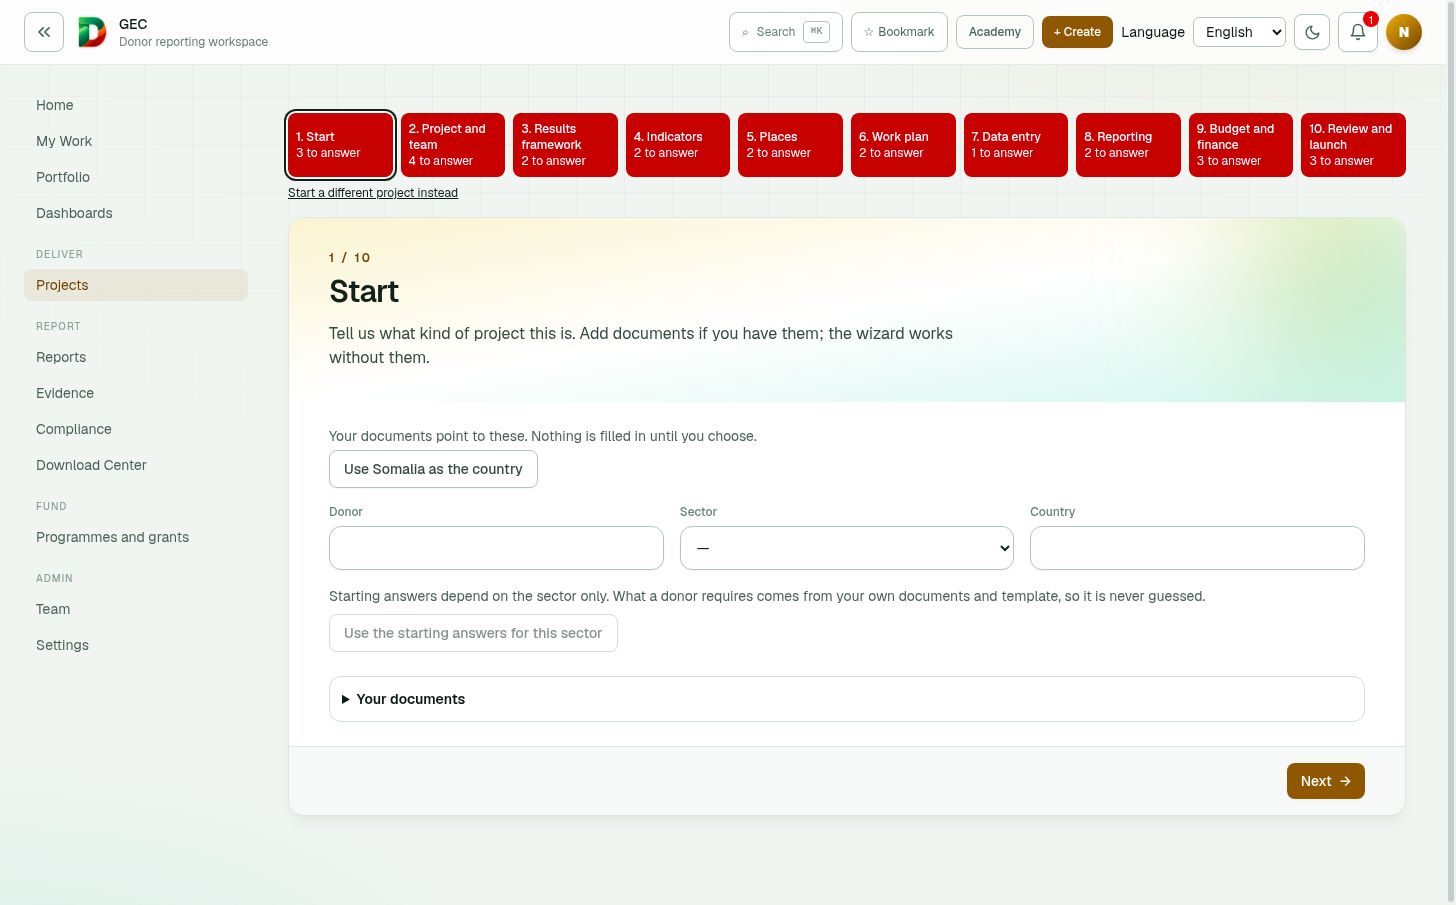 GEC
Donor reporting workspace
Search ⌘K
☆ Bookmark
Academy
+ Create
Language
English
1
N
Home
My Work
Portfolio
Dashboards
DELIVER
Projects
REPORT
Reports
Evidence
Compliance
Download Center
FUND
Programmes and grants
ADMIN
Team
Settings
1. Start
3 to answer
2. Project and
team
4 to answer
3. Results
framework
2 to answer
4. Indicators
2 to answer
5. Places
2 to answer
6. Work plan
2 to answer
7. Data entry
1 to answer
8. Reporting
2 to answer
9. Budget and
finance
3 to answer
10. Review and
launch
3 to answer
Start a different project instead
1 / 10
Start
Tell us what kind of project this is. Add documents if you have them; the wizard works
without them.
Your documents point to these. Nothing is filled in until you choose.
Use Somalia as the country
Donor
Sector
—
Country
Starting answers depend on the sector only. What a donor requires comes from your own documents and template, so it is never guessed.
Use the starting answers for this sector
Your documents
Next →